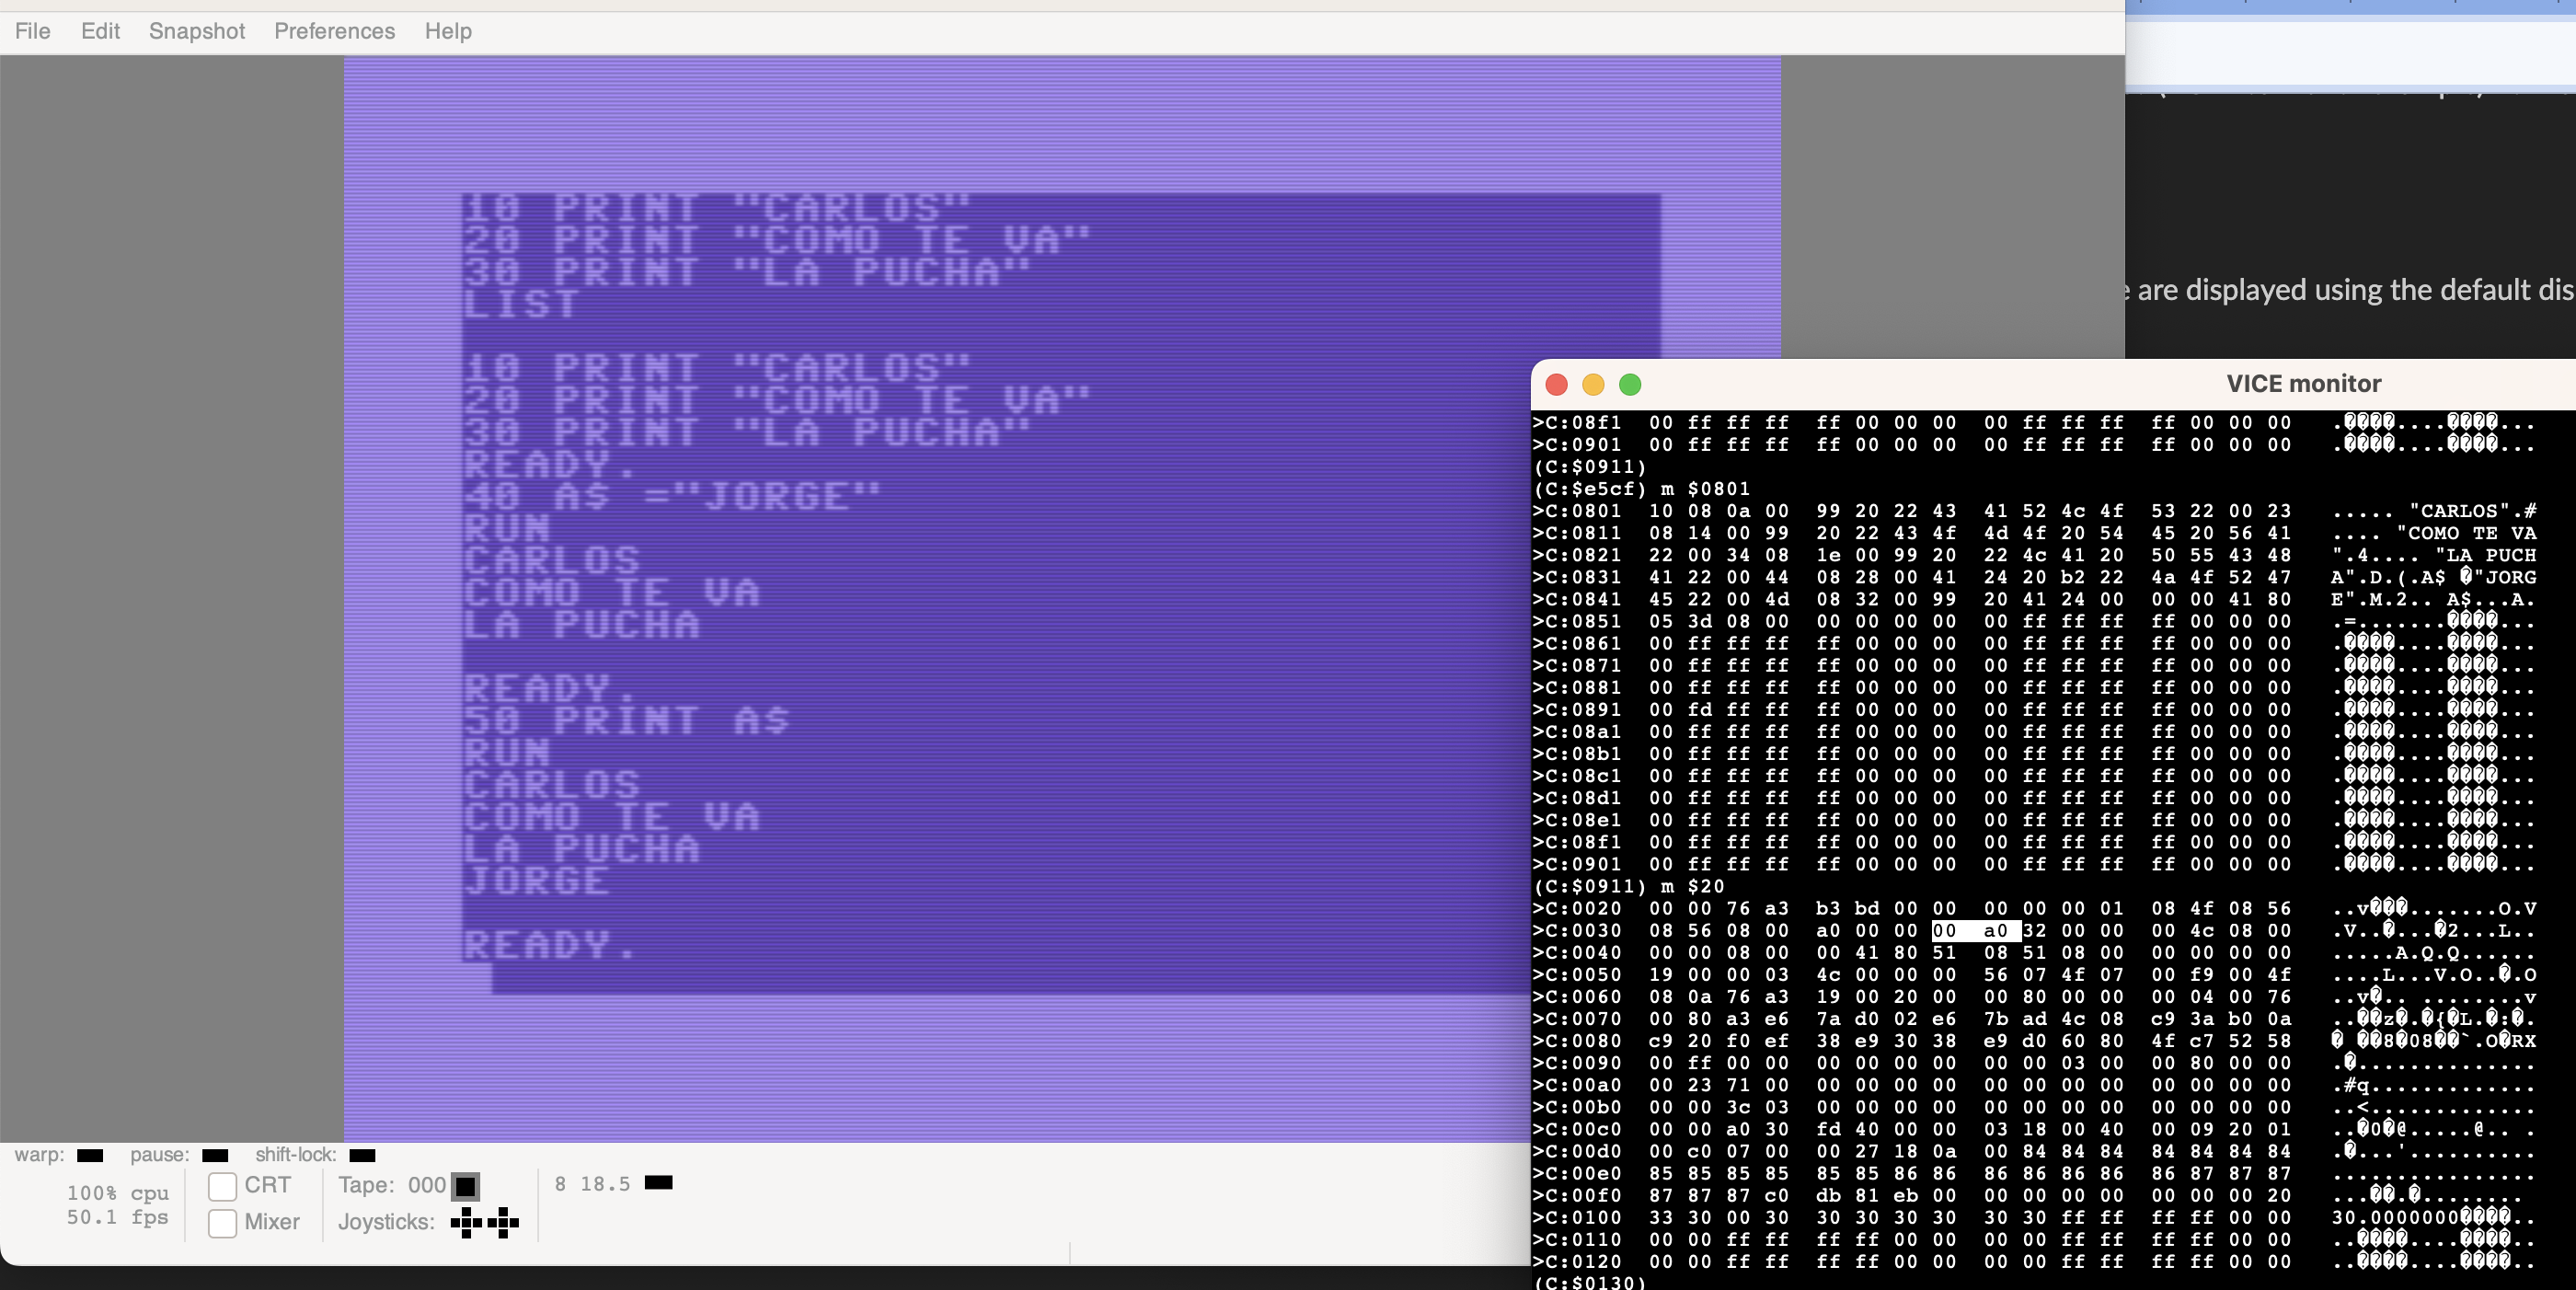 File Edit Snapshot Preferences Help
10 PRINT "CARLOS"
20 PRINT "COMO TE VA"
30 PRINT "LA PUCHA"
LIST
10 PRINT "CARLOS"
20 PRINT "COMO TE VA"
30 PRINT "LA PUCHA"
READY.
40 A$ ="JORGE"
RUN
CARLOS
COMO TE VA
LA PUCHA
READY.
50 PRINT A$
RUN
CARLOS
COMO TE VA
LA PUCHA
JORGE
READY.
warp: pause: shift-lock:
100% cpu
50.1 fps
CRT
Mixer
Tape: 000
Joysticks:
8 18.5
are displayed using the default dis
VICE monitor
>C:08f1 00 ff ff ff ff 00 00 00 00 ff ff ff ff 00 00 00 .����....����...
>C:0901 00 ff ff ff ff 00 00 00 00 ff ff ff ff 00 00 00 .����....����...
(C:$0911)
(C:$e5cf) m $0801
>C:0801 10 08 0a 00 99 20 22 43 41 52 4c 4f 53 22 00 23 ..... "CARLOS".#
>C:0811 08 14 00 99 20 22 43 4f 4d 4f 20 54 45 20 56 41 .... "COMO TE VA
>C:0821 22 00 34 08 1e 00 99 20 22 4c 41 20 50 55 43 48 ".4.... "LA PUCH
>C:0831 41 22 00 44 08 28 00 41 24 20 b2 22 4a 4f 52 47 A".D.(.A$ �"JORG
>C:0841 45 22 00 4d 08 32 00 99 20 41 24 00 00 00 41 80 E".M.2.. A$...A.
>C:0851 05 3d 08 00 00 00 00 00 00 ff ff ff ff 00 00 00 .=.......����...
>C:0861 00 ff ff ff ff 00 00 00 00 ff ff ff ff 00 00 00 .����....����...
>C:0871 00 ff ff ff ff 00 00 00 00 ff ff ff ff 00 00 00 .����....����...
>C:0881 00 ff ff ff ff 00 00 00 00 ff ff ff ff 00 00 00 .����....����...
>C:0891 00 fd ff ff ff 00 00 00 00 ff ff ff ff 00 00 00 .����....����...
>C:08a1 00 ff ff ff ff 00 00 00 00 ff ff ff ff 00 00 00 .����....����...
>C:08b1 00 ff ff ff ff 00 00 00 00 ff ff ff ff 00 00 00 .����....����...
>C:08c1 00 ff ff ff ff 00 00 00 00 ff ff ff ff 00 00 00 .����....����...
>C:08d1 00 ff ff ff ff 00 00 00 00 ff ff ff ff 00 00 00 .����....����...
>C:08e1 00 ff ff ff ff 00 00 00 00 ff ff ff ff 00 00 00 .����....����...
>C:08f1 00 ff ff ff ff 00 00 00 00 ff ff ff ff 00 00 00 .����....����...
>C:0901 00 ff ff ff ff 00 00 00 00 ff ff ff ff 00 00 00 .����....����...
(C:$0911) m $20
>C:0020 00 00 76 a3 b3 bd 00 00 00 00 00 01 08 4f 08 56 ..v���.......O.V
>C:0030 08 56 08 00 a0 00 00 00 a0 32 00 00 00 4c 08 00 .V..�...�2...L..
>C:0040 00 00 08 00 00 41 80 51 08 51 08 00 00 00 00 00 .....A.Q.Q......
>C:0050 19 00 00 03 4c 00 00 00 56 07 4f 07 00 f9 00 4f ....L...V.O..�.O
>C:0060 08 0a 76 a3 19 00 20 00 00 80 00 00 00 04 00 76 ..v�.. ........v
>C:0070 00 80 a3 e6 7a d0 02 e6 7b ad 4c 08 c9 3a b0 0a ..��z�.�{�L.�:�.
>C:0080 c9 20 f0 ef 38 e9 30 38 e9 d0 60 80 4f c7 52 58 � ��8�08��`.O�RX
>C:0090 00 ff 00 00 00 00 00 00 00 00 03 00 00 80 00 00 .�..............
>C:00a0 00 23 71 00 00 00 00 00 00 00 00 00 00 00 00 00 .#q.............
>C:00b0 00 00 3c 03 00 00 00 00 00 00 00 00 00 00 00 00 ..<.............
>C:00c0 00 00 a0 30 fd 40 00 00 03 18 00 40 00 09 20 01 ..�0�@.....@.. .
>C:00d0 00 c0 07 00 00 27 18 0a 00 84 84 84 84 84 84 84 .�...'..........
>C:00e0 85 85 85 85 85 85 86 86 86 86 86 86 86 87 87 87 ................
>C:00f0 87 87 87 c0 db 81 eb 00 00 00 00 00 00 00 00 20 ...��.�........
>C:0100 33 30 00 30 30 30 30 30 30 30 ff ff ff ff 00 00 30.0000000����..
>C:0110 00 00 ff ff ff ff 00 00 00 00 ff ff ff ff 00 00 ..����....����..
>C:0120 00 00 ff ff ff ff 00 00 00 00 ff ff ff ff 00 00 ..����....����..
(C:$0130)